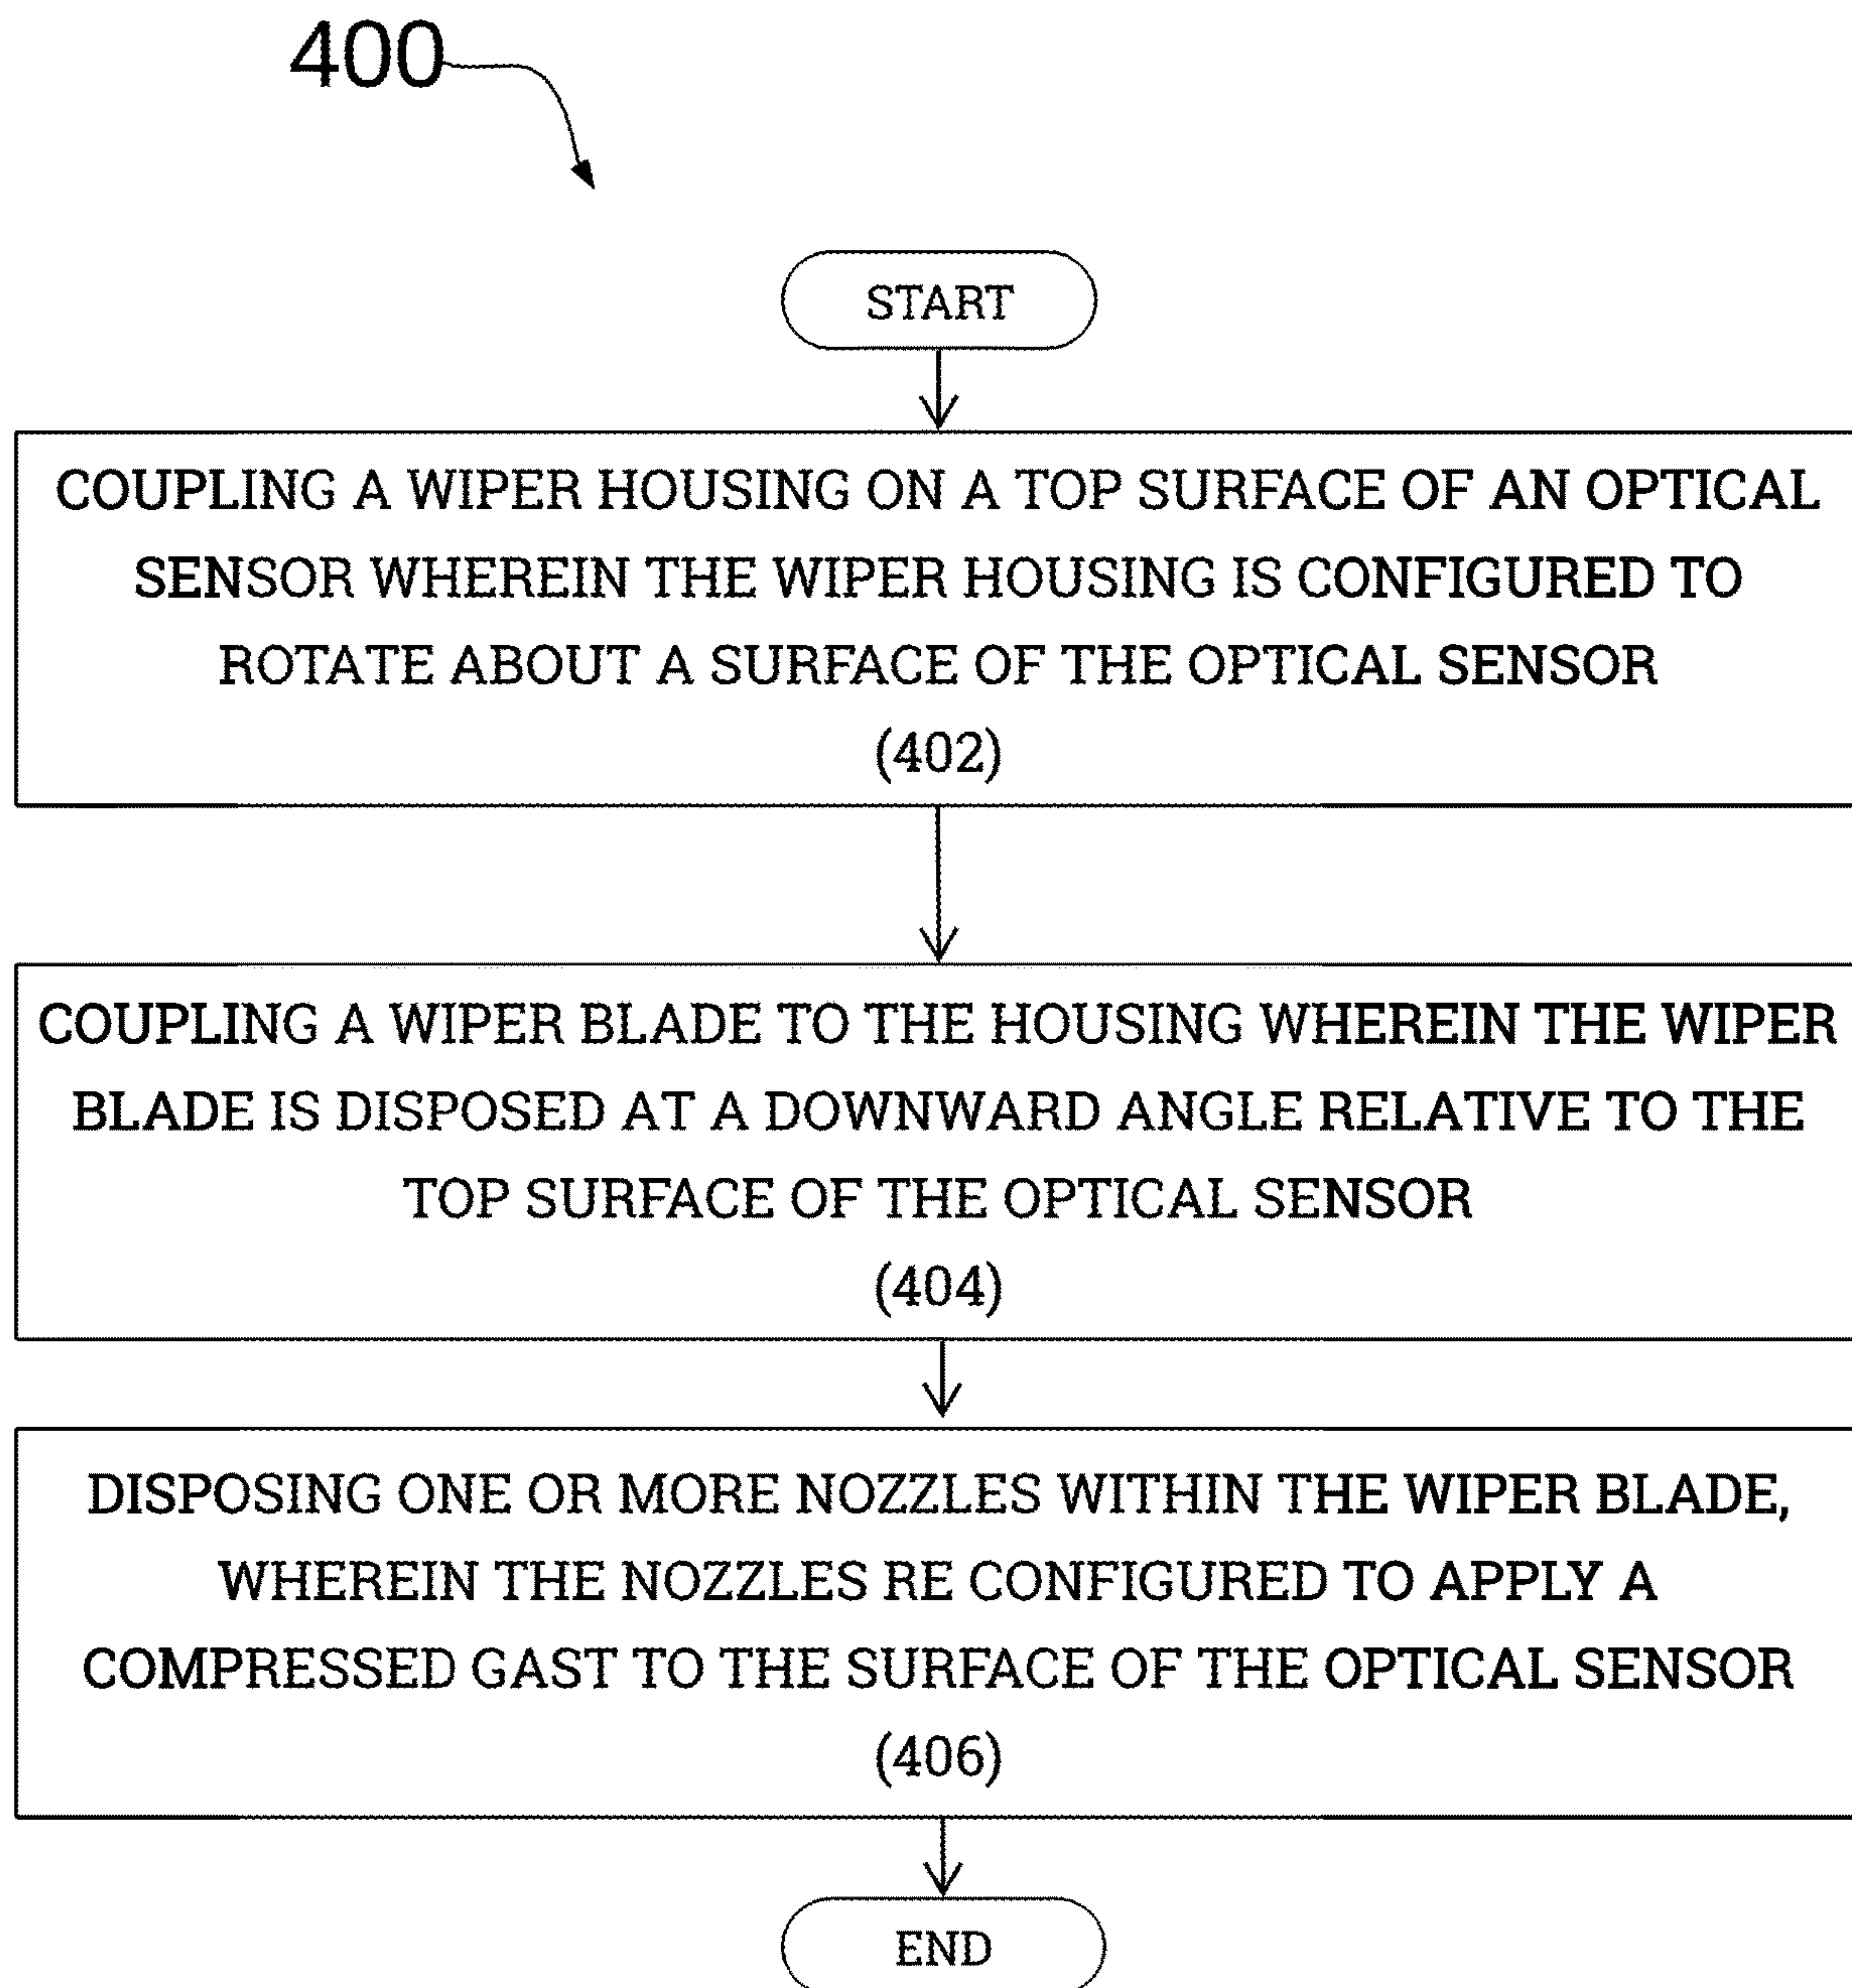 400
START
COUPLING A WIPER HOUSING ON A TOP SURFACE OF AN OPTICAL
SENSOR WHEREIN THE WIPER HOUSING IS CONFIGURED TO
ROTATE ABOUT A SURFACE OF THE OPTICAL SENSOR
(402)
COUPLING A WIPER BLADE TO THE HOUSING WHEREIN THE WIPER
BLADE IS DISPOSED AT A DOWNWARD ANGLE RELATIVE TO THE
TOP SURFACE OF THE OPTICAL SENSOR
(404)
DISPOSING ONE OR MORE NOZZLES WITHIN THE WIPER BLADE,
WHEREIN THE NOZZLES RE CONFIGURED TO APPLY A
COMPRESSED GAST TO THE SURFACE OF THE OPTICAL SENSOR
(406)
END